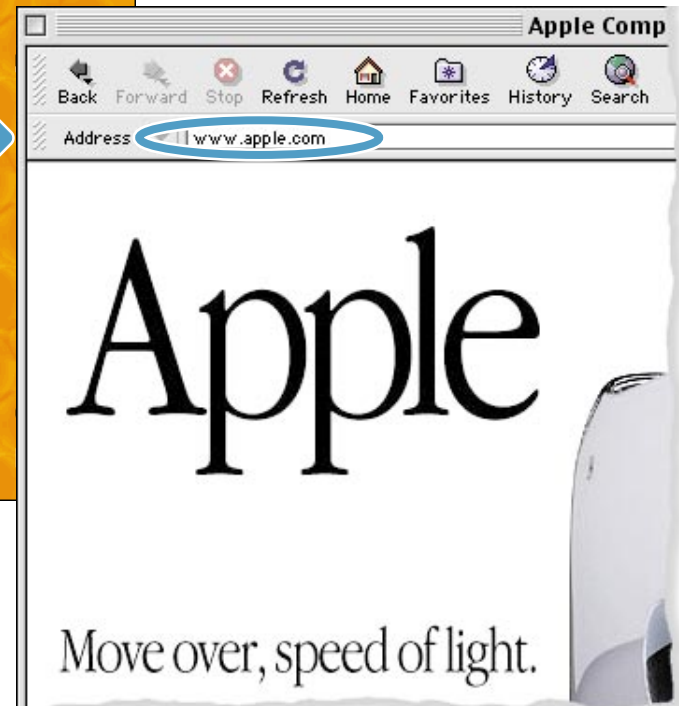 Apple Comp
Back Forward Stop Refresh Home Favorites History Search
Address www.apple.com
Apple
Move over, speed of light.